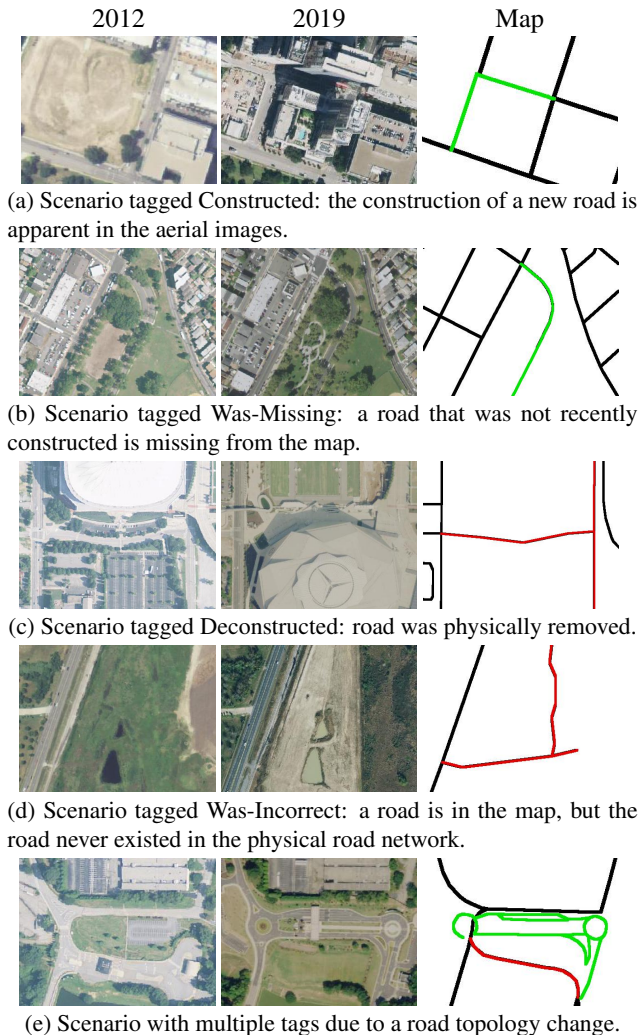 2012 2019 Map
(a) Scenario tagged Constructed: the construction of a new road is
apparent in the aerial images.
(b) Scenario tagged Was-Missing: a road that was not recently
constructed is missing from the map.
(c) Scenario tagged Deconstructed: road was physically removed.
(d) Scenario tagged Was-Incorrect: a road is in the map, but the
road never existed in the physical road network.
(e) Scenario with multiple tags due to a road topology change.